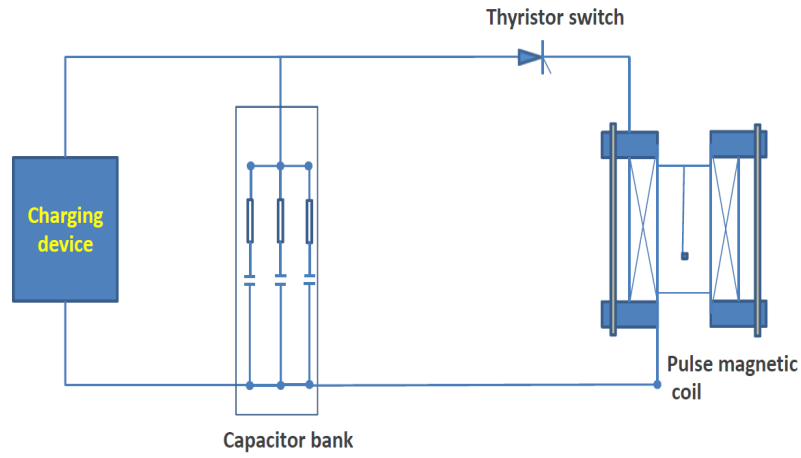 Thyristor switch
Charging
device
Pulse magnetic
coil
Capacitor bank